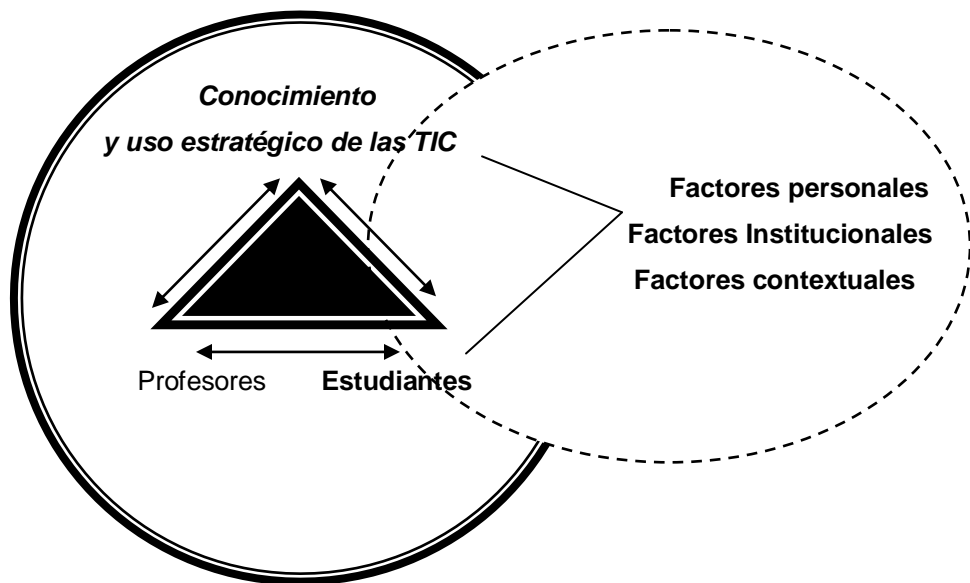 Conocimiento
y uso estratégico de las TIC
Factores personales
Factores Institucionales
Factores contextuales
Profesores
Estudiantes